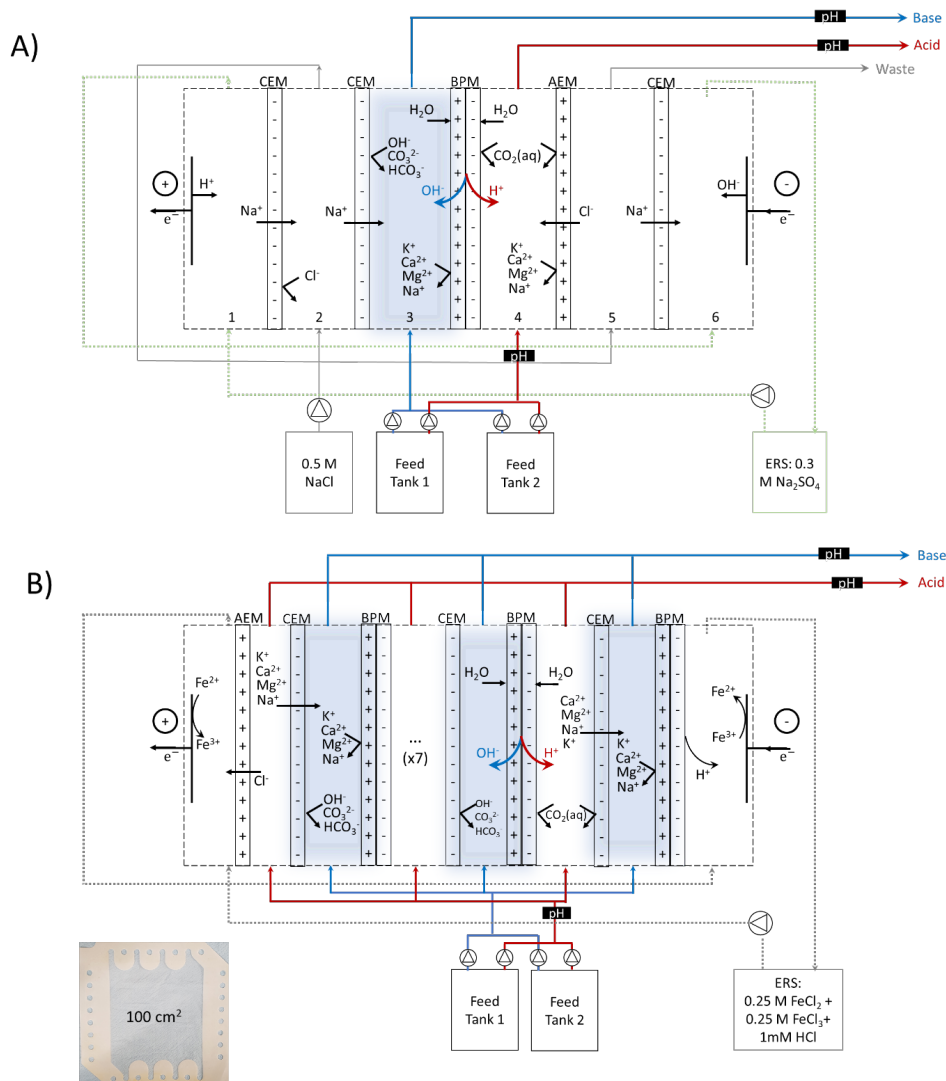 A)
pH
Base
pH
Acid
Waste
CEM
CEM
BPM
AEM
CEM
H₂O
H₂O
OH⁻
CO₃²⁻
HCO₃⁻
CO₂(aq)
+
H⁺
OH⁻
H⁺
OH⁻
-
e⁻
e⁻
Na⁺
Na⁺
Cl⁻
Na⁺
K⁺
Ca²⁺
Mg²⁺
Na⁺
K⁺
Ca²⁺
Mg²⁺
Na⁺
Cl⁻
1
2
3
4
5
6
pH
0.5 M
NaCl
Feed
Tank 1
Feed
Tank 2
ERS: 0.3
M Na₂SO₄
B)
pH
Base
pH
Acid
AEM
CEM
BPM
CEM
BPM
CEM
BPM
K⁺
Ca²⁺
Mg²⁺
Na⁺
H₂O
H₂O
Fe²⁺
Fe³⁺
+
e⁻
K⁺
Ca²⁺
Mg²⁺
Na⁺
...
(x7)
OH⁻
H⁺
Ca²⁺
Mg²⁺
Na⁺
K⁺
K⁺
Ca²⁺
Mg²⁺
Na⁺
Fe²⁺
Fe³⁺
-
e⁻
H⁺
Cl⁻
OH⁻
CO₃²⁻
HCO₃⁻
OH⁻
CO₃²⁻
HCO₃⁻
CO₂(aq)
pH
Feed
Tank 1
Feed
Tank 2
ERS:
0.25 M FeCl₂ +
0.25 M FeCl₃+
1mM HCl
100 cm²